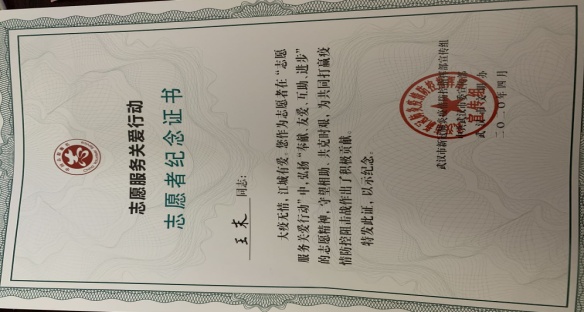 志愿服务关爱行动
志愿者纪念证书
王木 同志：
大疫无情，江城有爱。您作为志愿者在“志愿
服务关爱行动”中，弘扬“奉献、友爱、互助、进步”
的志愿精神，守望相助、共克时艰，为共同打赢疫
情防控阻击战作出了积极贡献。
特发此证，以示纪念。
二〇二〇年四月